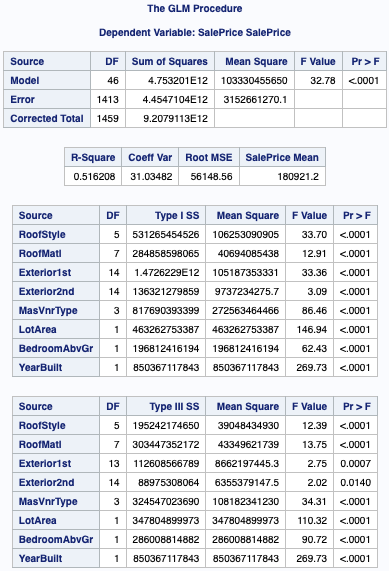 The GLM Procedure
Dependent Variable: SalePrice SalePrice
Source DF Sum of Squares Mean Square F Value Pr > F
Model 46 4.753201E12 103330455650 32.78 <.0001
Error 1413 4.4547104E12 3152661270.1
Corrected Total 1459 9.2079113E12
R-Square Coeff Var Root MSE SalePrice Mean
0.516208 31.03482 56148.56 180921.2
Source DF Type I SS Mean Square F Value Pr > F
RoofStyle 5 531265454526 106253090905 33.70 <.0001
RoofMatl 7 284858598065 40694085438 12.91 <.0001
Exterior1st 14 1.4726229E12 105187353331 33.36 <.0001
Exterior2nd 14 136321279859 9737234275.7 3.09 <.0001
MasVnrType 3 817690393399 272563464466 86.46 <.0001
LotArea 1 463262753387 463262753387 146.94 <.0001
BedroomAbvGr 1 196812416194 196812416194 62.43 <.0001
YearBuilt 1 850367117843 850367117843 269.73 <.0001
Source DF Type III SS Mean Square F Value Pr > F
RoofStyle 5 195242174650 39048434930 12.39 <.0001
RoofMatl 7 303447352172 43349621739 13.75 <.0001
Exterior1st 13 112608566789 8662197445.3 2.75 0.0007
Exterior2nd 14 88975308064 6355379147.5 2.02 0.0140
MasVnrType 3 324547023690 108182341230 34.31 <.0001
LotArea 1 347804899973 347804899973 110.32 <.0001
BedroomAbvGr 1 286008814882 286008814882 90.72 <.0001
YearBuilt 1 850367117843 850367117843 269.73 <.0001